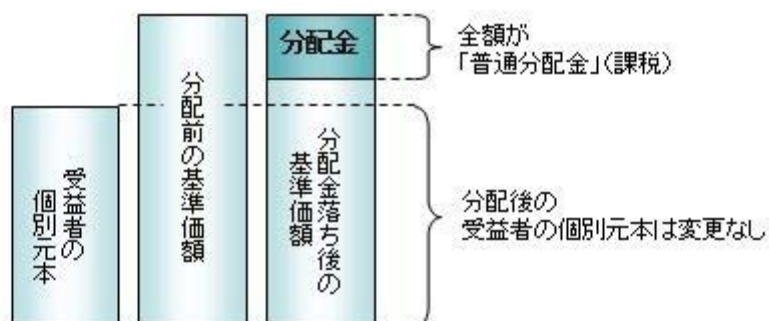 受益者の
個別元本
分配前の基準価額
分配金
分配金落ち後の
基準価額
全額が
「普通分配金」(課税)
分配後の
受益者の個別元本は変更なし